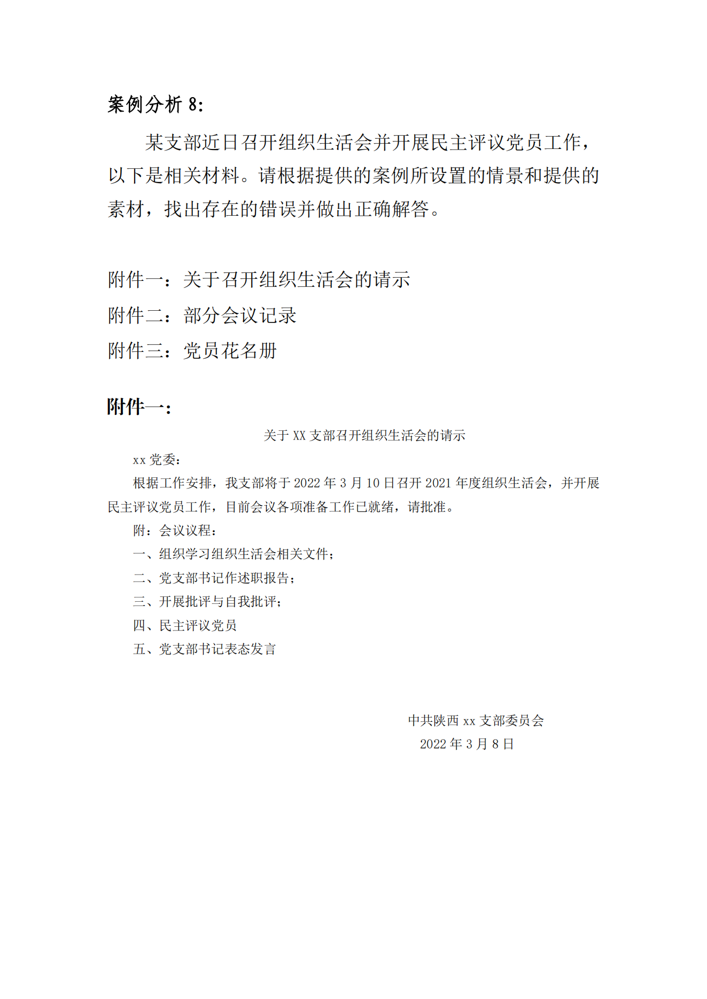 案例分析 8:
某支部近日召开组织生活会并开展民主评议党员工作，
以下是相关材料。请根据提供的案例所设置的情景和提供的
素材，找出存在的错误并做出正确解答。
附件一：关于召开组织生活会的请示
附件二：部分会议记录
附件三：党员花名册
附件一：
关于 XX 支部召开组织生活会的请示
xx 党委：
根据工作安排，我支部将于 2022 年 3 月 10 日召开 2021 年度组织生活会，并开展
民主评议党员工作，目前会议各项准备工作已就绪，请批准。
附：会议议程：
一、组织学习组织生活会相关文件；
二、党支部书记作述职报告；
三、开展批评与自我批评；
四、民主评议党员
五、党支部书记表态发言
中共陕西 xx 支部委员会
2022 年 3 月 8 日